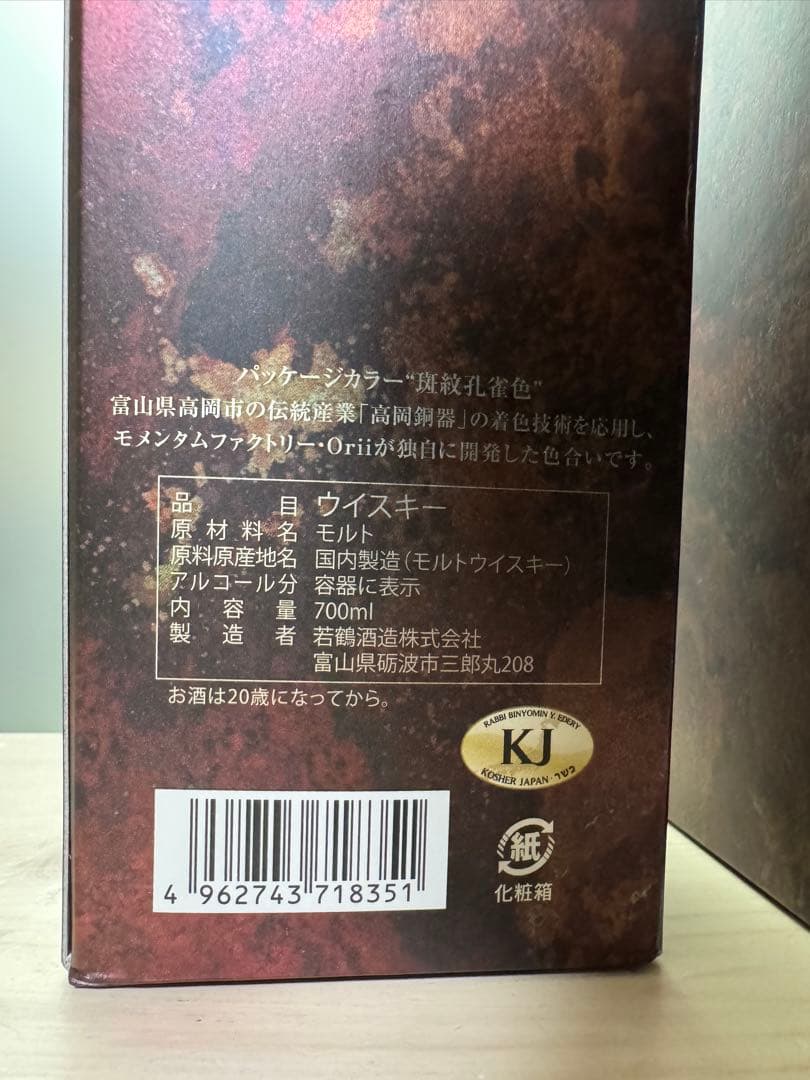 パッケージカラー“斑紋孔雀色”
富山県高岡市の伝統産業「高岡銅器」の着色技術を応用し、
モメンタムファクトリー・Oriiが独自に開発した色合いです。
品目 ウイスキー
原材料名 モルト
原料原産地名 国内製造（モルトウイスキー）
アルコール分 容器に表示
内容量 700ml
製造者 若鶴酒造株式会社
富山県砺波市三郎丸208
お酒は20歳になってから。
RABBI BINYOMIN Y. EDERY
KJ
KOSHER JAPAN · כשר
紙
化粧箱
4 962743 718351